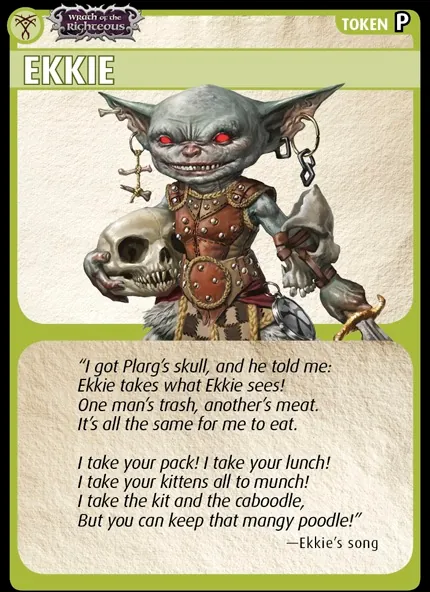 Wrath of the
Righteous
TOKEN P
EKKIE
“I got Plarg’s skull, and he told me:
Ekkie takes what Ekkie sees!
One man’s trash, another’s meat.
It’s all the same for me to eat.
I take your pack! I take your lunch!
I take your kittens all to munch!
I take the kit and the caboodle,
But you can keep that mangy poodle!”
—Ekkie’s song